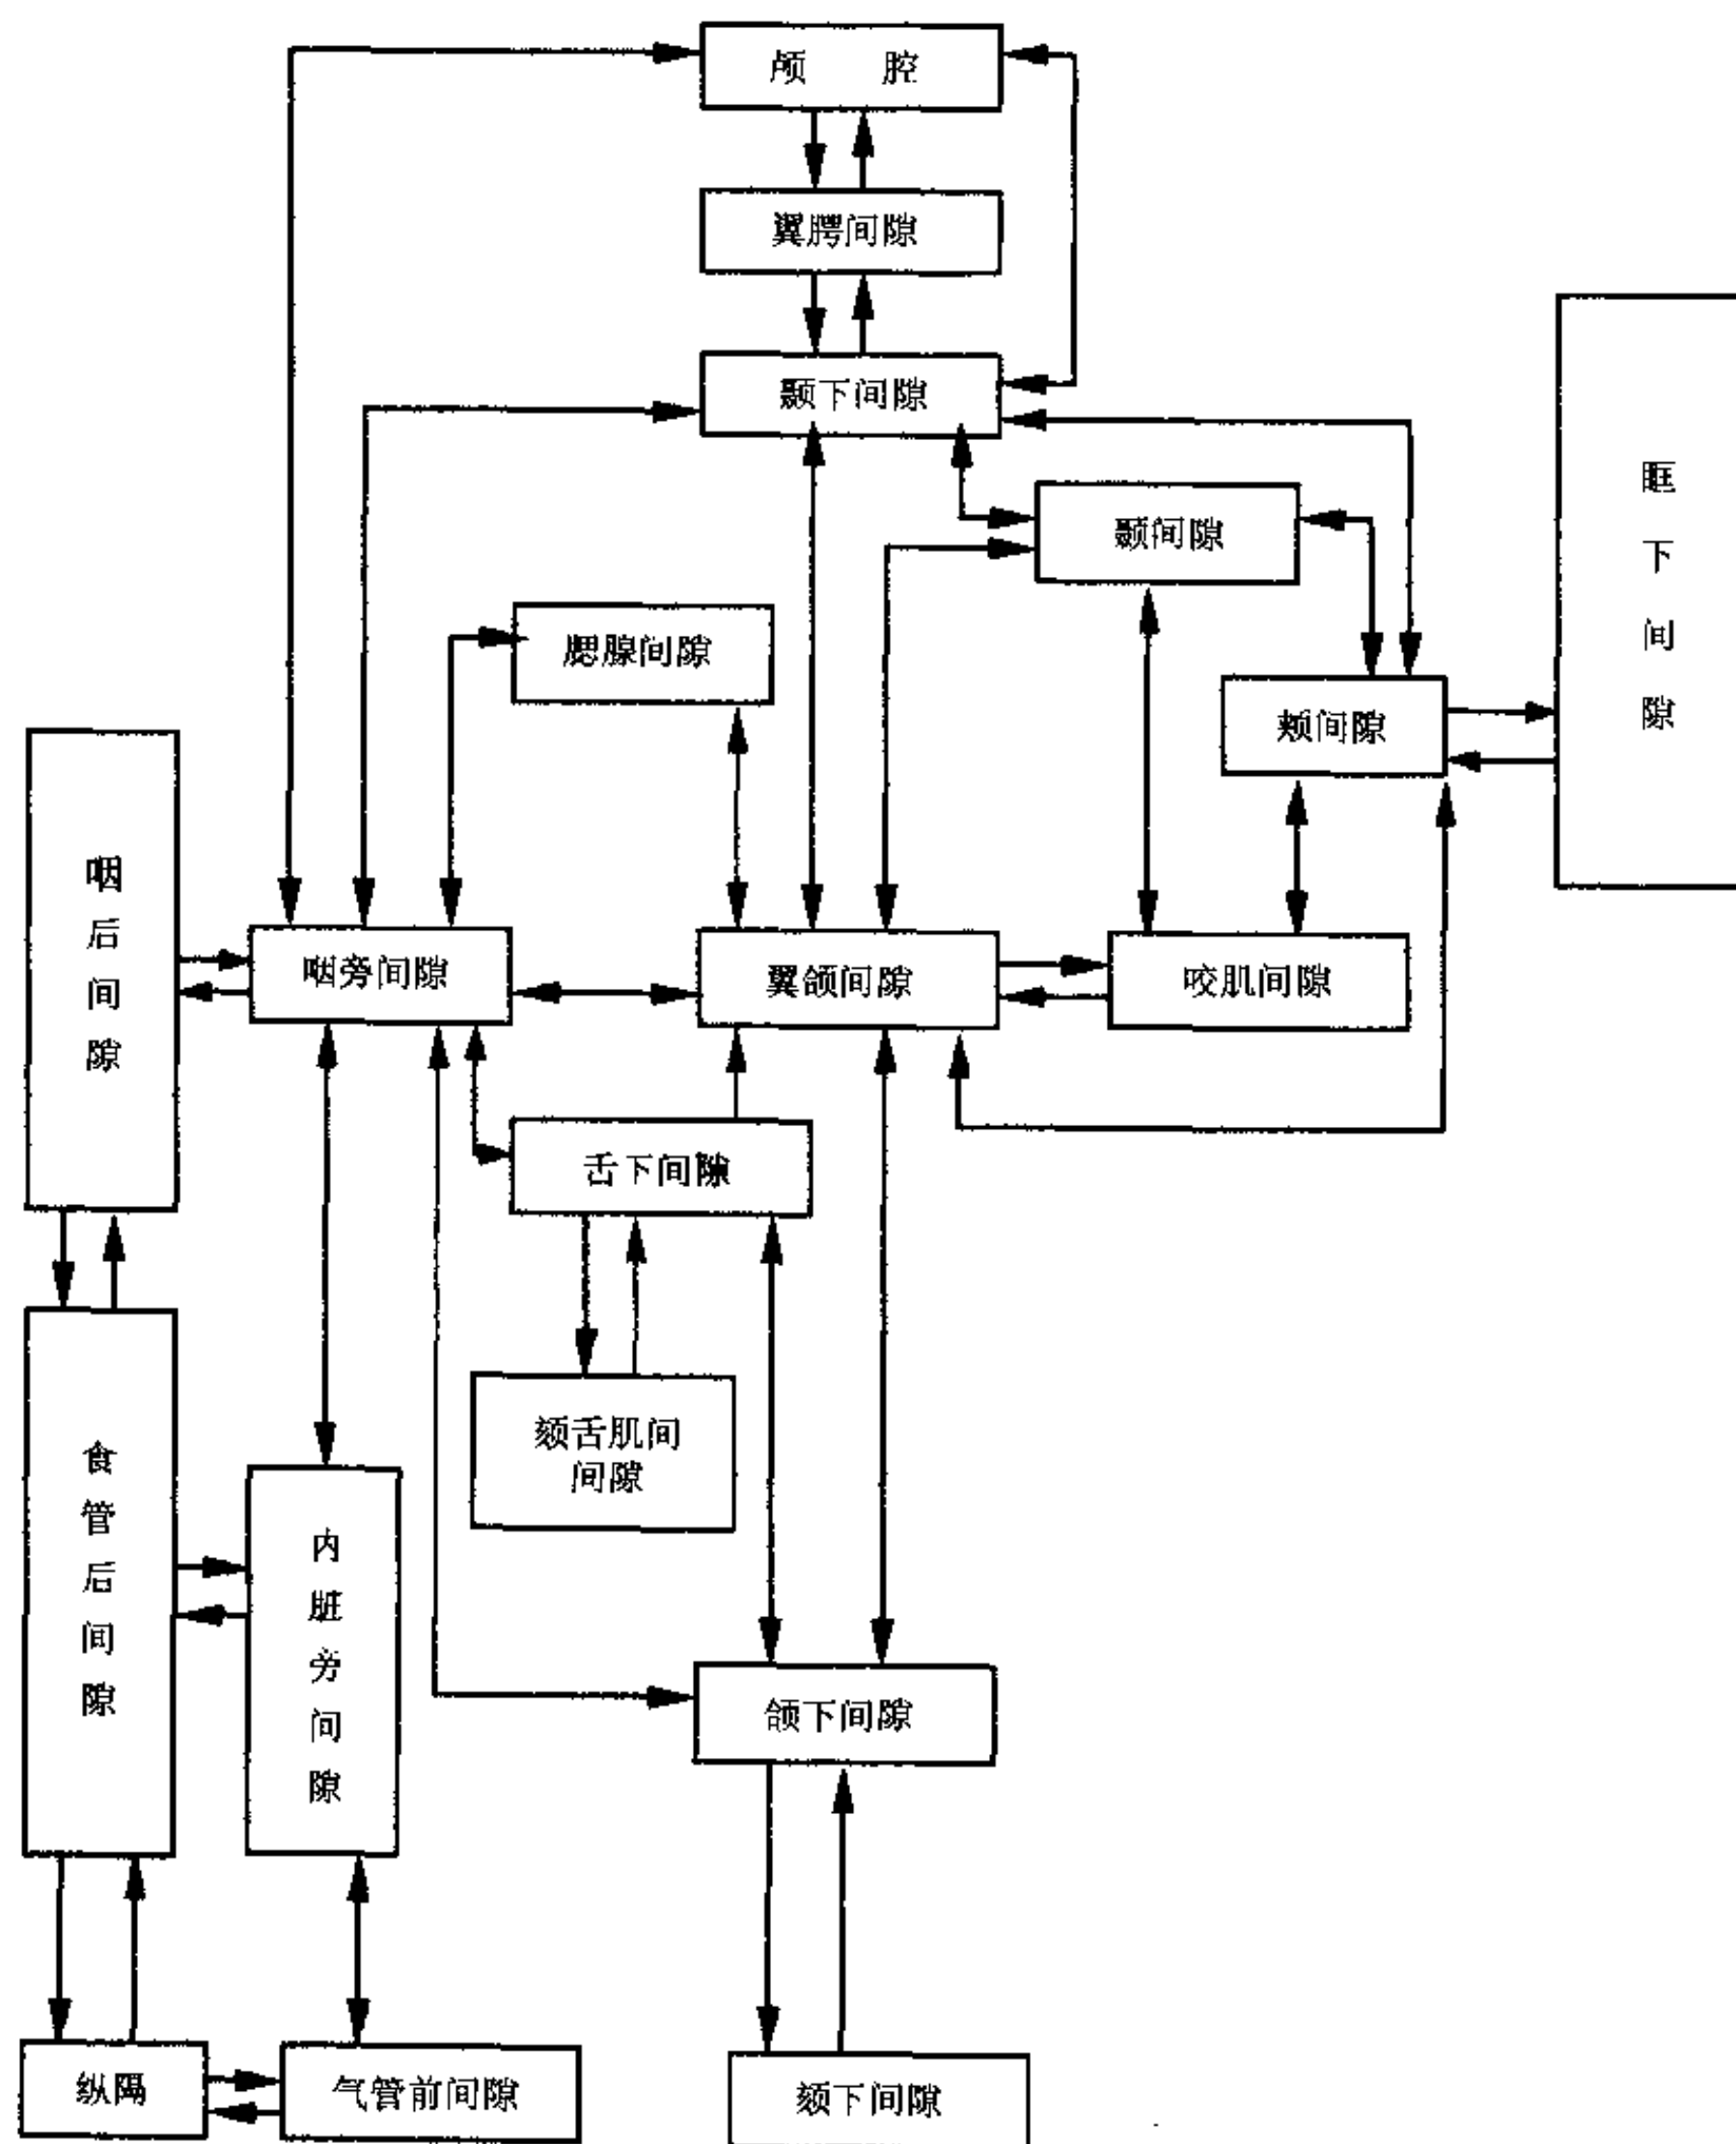 颅 腔
翼腭间隙
颞下间隙
眶下间隙
颞间隙
腮腺间隙
颊间隙
咽后间隙
咽旁间隙
翼颌间隙
咬肌间隙
舌下间隙
颏舌肌间
间隙
食管后间隙
内脏旁间隙
颌下间隙
纵隔
气管前间隙
颏下间隙